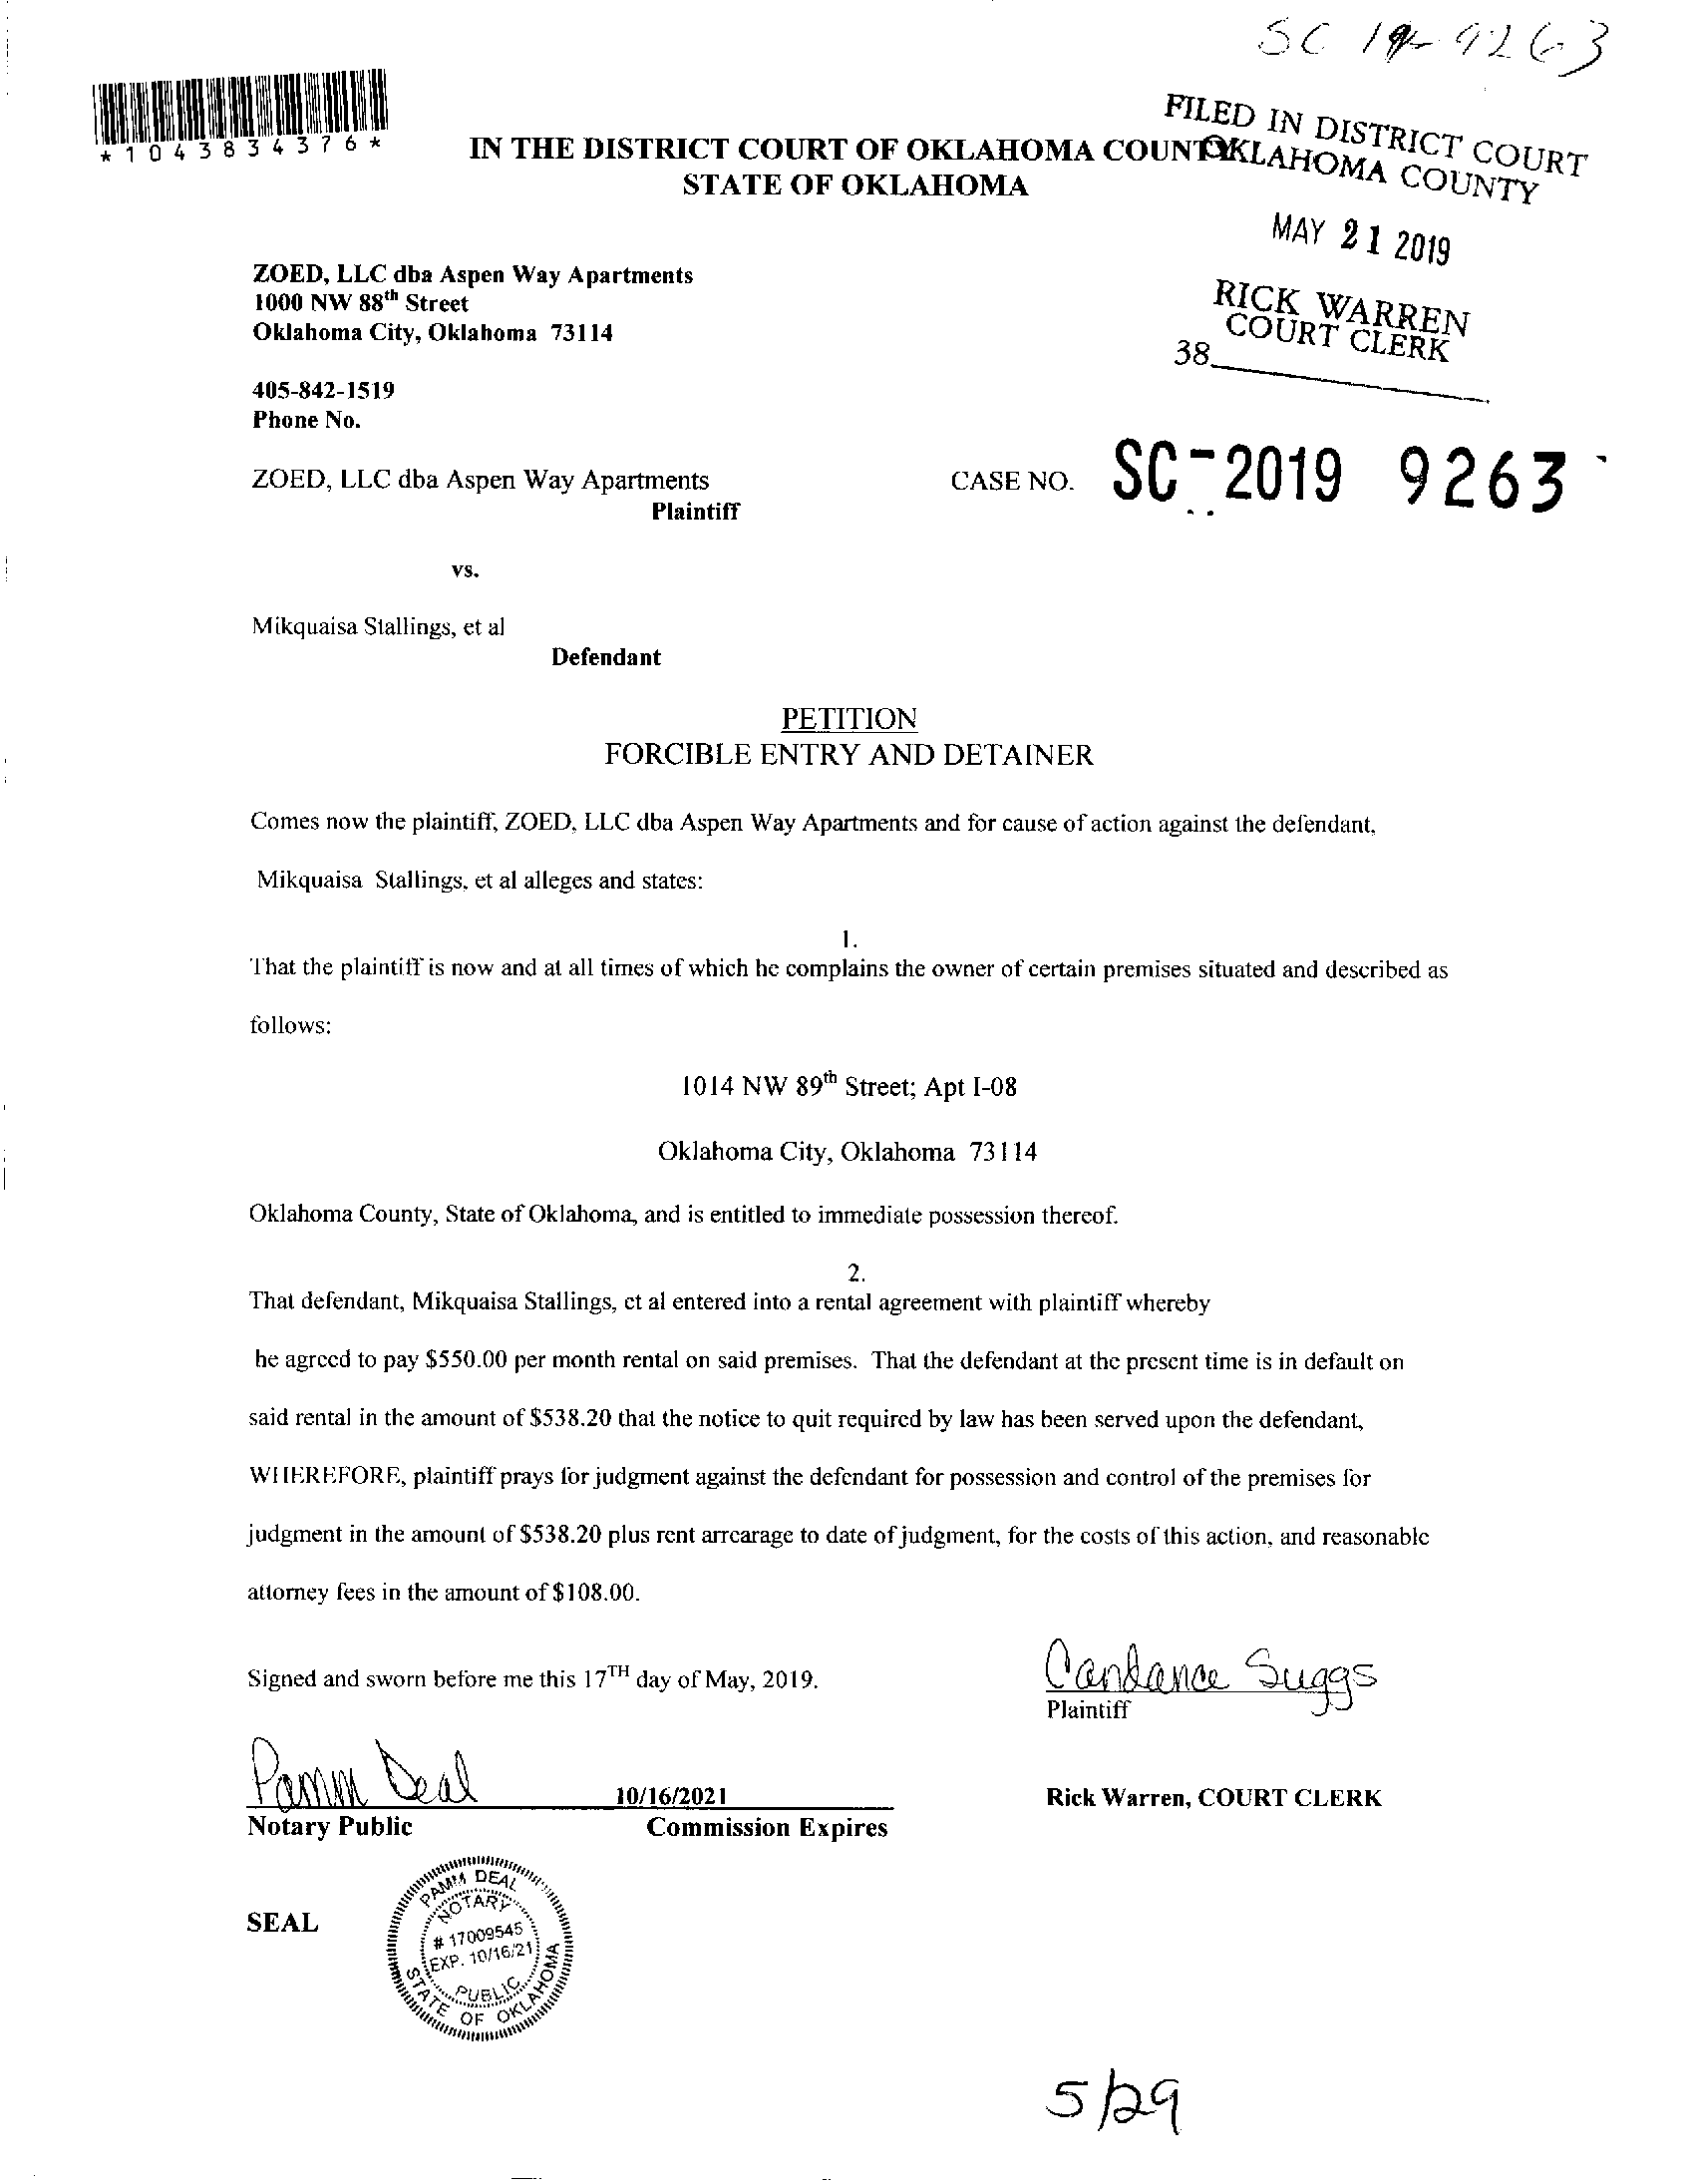 SC 19-9263
*1043834376*
FILED IN DISTRICT COURT
OKLAHOMA COUNTY
IN THE DISTRICT COURT OF OKLAHOMA COUNTY
STATE OF OKLAHOMA
MAY 21 2019
RICK WARREN
COURT CLERK
38
ZOED, LLC dba Aspen Way Apartments
1000 NW 88th Street
Oklahoma City, Oklahoma 73114
405-842-1519
Phone No.
ZOED, LLC dba Aspen Way Apartments
Plaintiff
CASE NO. SC-2019 9263
vs.
Mikquaisa Stallings, et al
Defendant
PETITION
FORCIBLE ENTRY AND DETAINER
Comes now the plaintiff, ZOED, LLC dba Aspen Way Apartments and for cause of action against the defendant,
Mikquaisa Stallings, et al alleges and states:
1.
That the plaintiff is now and at all times of which he complains the owner of certain premises situated and described as
follows:
1014 NW 89th Street; Apt I-08
Oklahoma City, Oklahoma 73114
Oklahoma County, State of Oklahoma, and is entitled to immediate possession thereof.
2.
That defendant, Mikquaisa Stallings, et al entered into a rental agreement with plaintiff whereby
he agreed to pay $550.00 per month rental on said premises. That the defendant at the present time is in default on
said rental in the amount of $538.20 that the notice to quit required by law has been served upon the defendant,
WHEREFORE, plaintiff prays for judgment against the defendant for possession and control of the premises for
judgment in the amount of $538.20 plus rent arrearage to date of judgment, for the costs of this action, and reasonable
attorney fees in the amount of $108.00.
Signed and sworn before me this 17TH day of May, 2019.
Candance Suggs
Plaintiff
Pamm Deal
Notary Public
10/16/2021
Commission Expires
Rick Warren, COURT CLERK
SEAL
PAMM DEAL
NOTARY
# 17009545
EXP. 10/16/21
PUBLIC
STATE OF OKLAHOMA
5/29